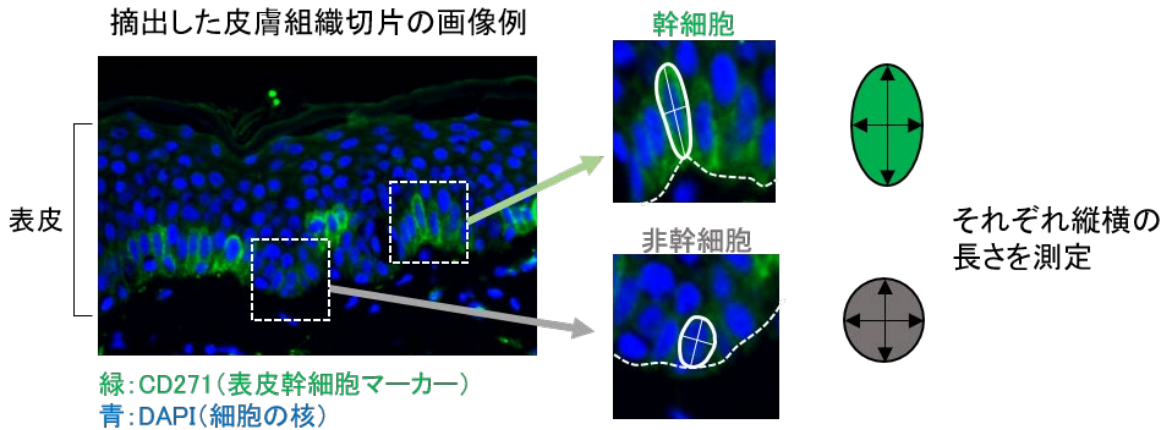 摘出した皮膚組織切片の画像例
幹細胞
表皮
非幹細胞
それぞれ縦横の
長さを測定
緑:CD271(表皮幹細胞マーカー)
青:DAPI(細胞の核)